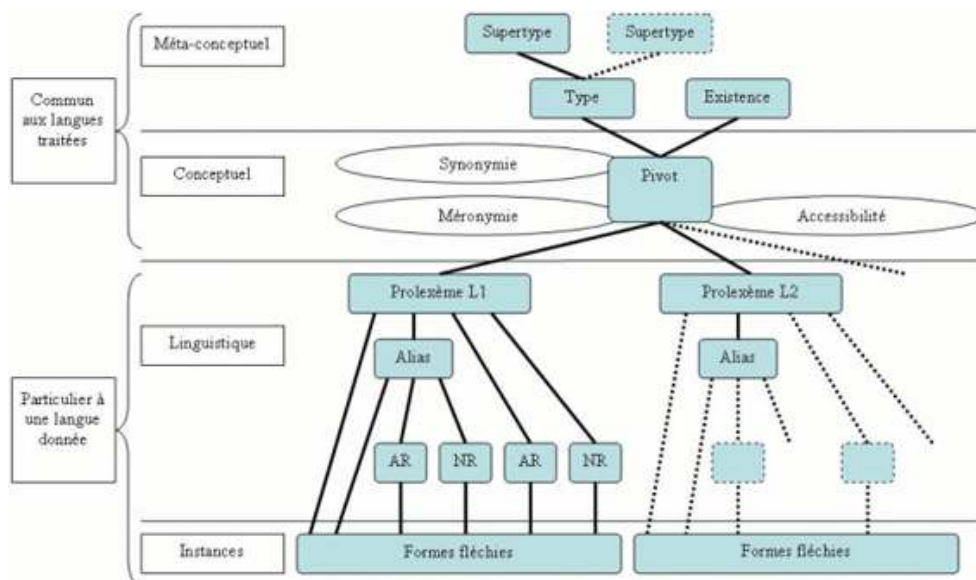 Méta-conceptuel
Supertype
Supertype
Commun
aux langues
traitées
Type
Existence
Conceptuel
Synonymie
Pivot
Méronymie
Accessibilité
Prolexème L1
Prolexème L2
Linguistique
Alias
Alias
Particulier à
une langue
donnée
AR
NR
AR
NR
Instances
Formes fléchies
Formes fléchies